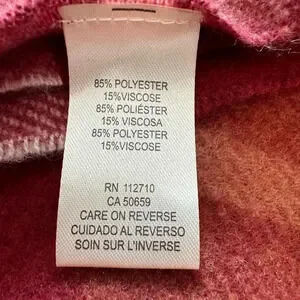 85% POLYESTER
15%VISCOSE
85% POLIÉSTER
15% VISCOSA
85% POLYESTER
15%VISCOSE
RN 112710
CA 50659
CARE ON REVERSE
CUIDADO AL REVERSO
SOIN SUR L'INVERSE